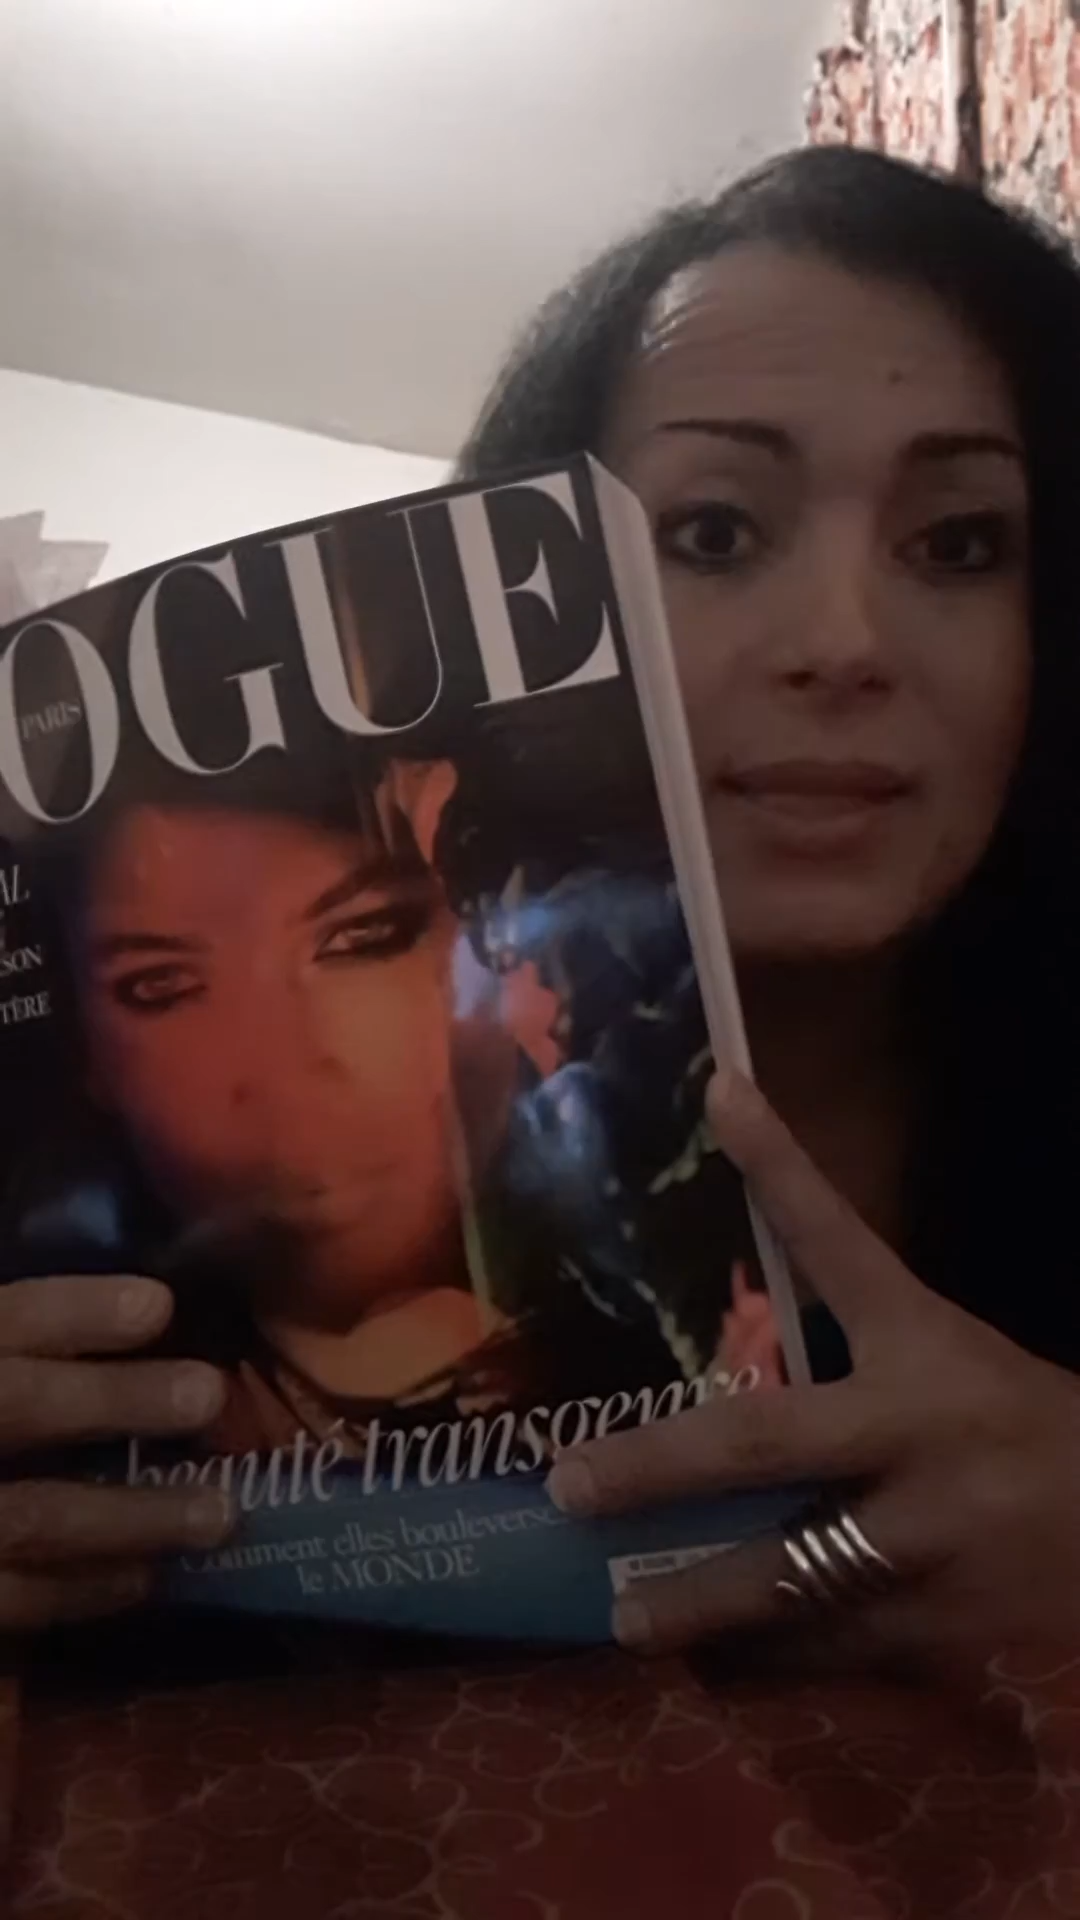 OGUE
PARIS
AL
SON
TÈRE
beauté transgenre
Comment elles bouleverse
le MONDE